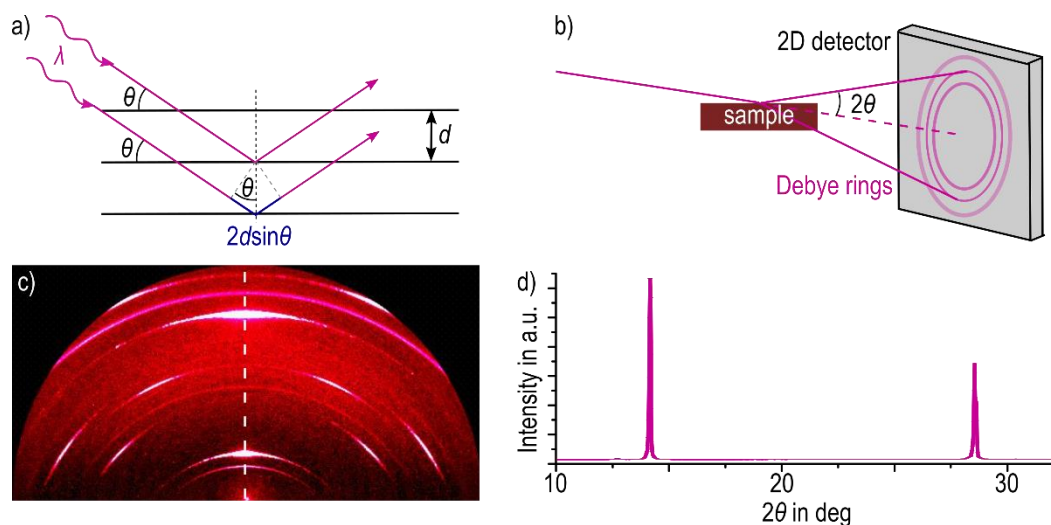 a)
λ
θ
θ
d
θ
2dsinθ
b)
2D detector
2θ
sample
Debye rings
c)
d)
Intensity in a.u.
10
20
30
2θ in deg